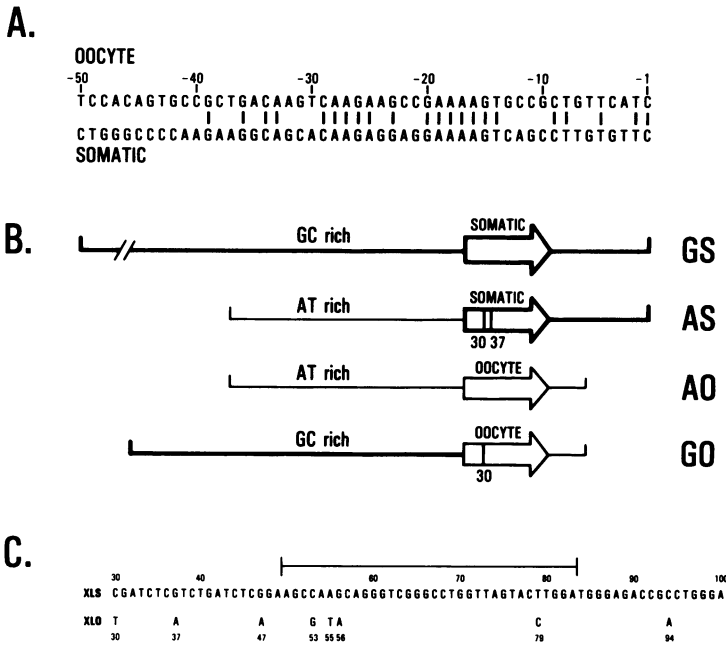 A.
OOCYTE
-50 -40 -30 -20 -10 -1
TCCACAGTGCCGCTGACAAGTCAAGAAGCCGAAAAGTGCCGCTGTTCATC
CTGGGCCCCAAGAAGGCAGCACAAGAGGAGGAAAAGTCAGCCTTGTGTTC
SOMATIC
B.
GC rich SOMATIC GS
AT rich SOMATIC AS
30 37
AT rich OOCYTE AO
GC rich OOCYTE GO
30
C.
30 40 60 70 80 90 100
XLS CGATCTCGTCTGATCTCGGAAGCCAAGCAGGGTCGGGCCTGGTTAGTACTTGGATGGGAGACCGCCTGGGA
XLO T A A G T A C A
30 37 47 53 55 56 79 94